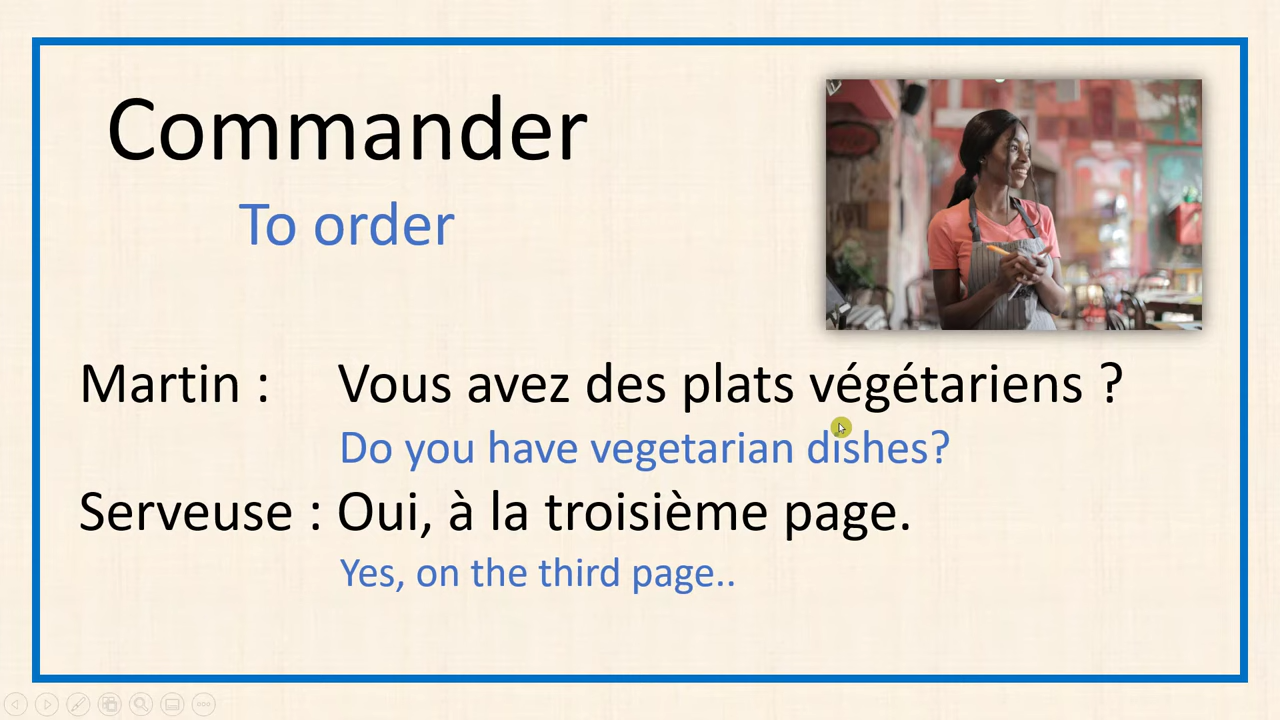 Commander
To order
Martin : Vous avez des plats végétariens ?
Do you have vegetarian dishes?
Serveuse : Oui, à la troisième page.
Yes, on the third page..